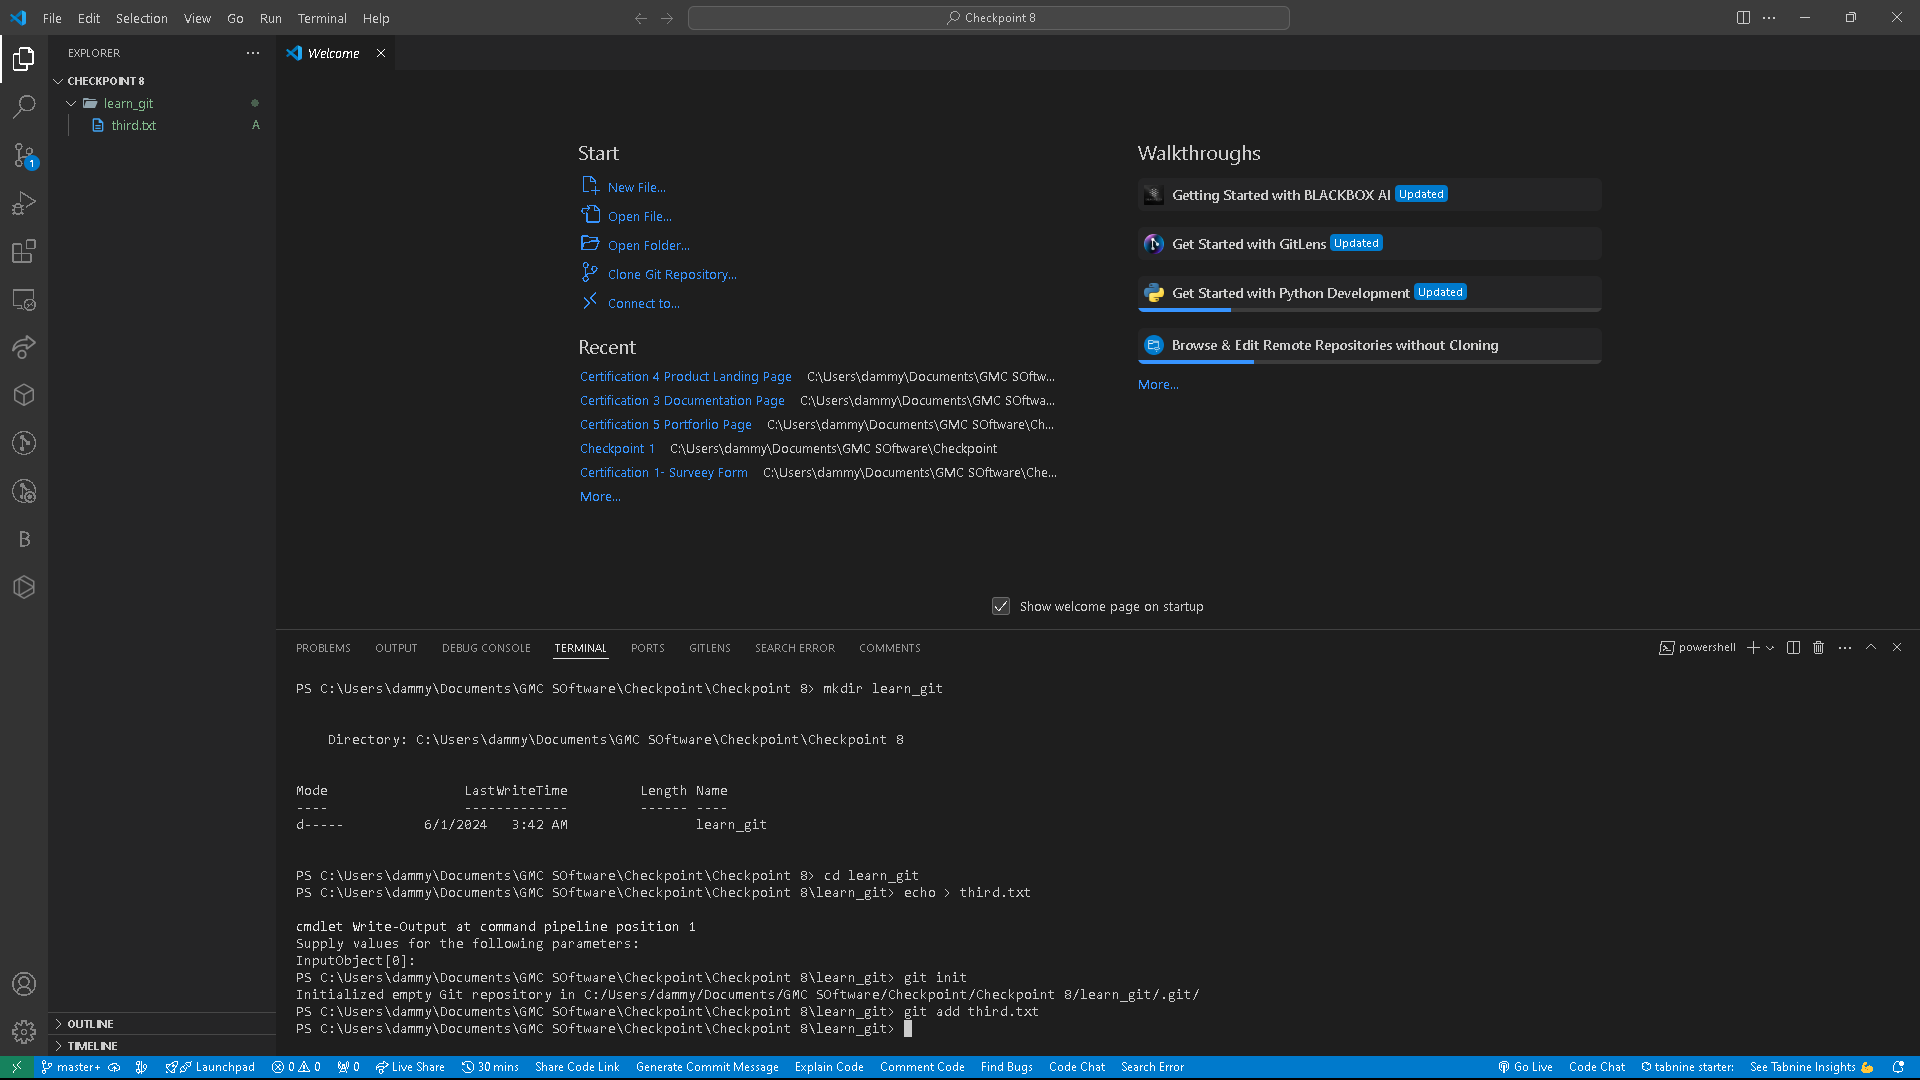 File Edit Selection View Go Run Terminal Help
Checkpoint 8
EXPLORER
CHECKPOINT 8
learn_git
third.txt A
1
B
OUTLINE
TIMELINE
Welcome
Start
New File...
Open File...
Open Folder...
Clone Git Repository...
Connect to...
Recent
Certification 4 Product Landing Page C:\Users\dammy\Documents\GMC SOftw...
Certification 3 Documentation Page C:\Users\dammy\Documents\GMC SOftwa...
Certification 5 Portforlio Page C:\Users\dammy\Documents\GMC SOftware\Ch...
Checkpoint 1 C:\Users\dammy\Documents\GMC SOftware\Checkpoint
Certification 1- Surveey Form C:\Users\dammy\Documents\GMC SOftware\Che...
More...
Walkthroughs
Getting Started with BLACKBOX AI Updated
Get Started with GitLens Updated
Get Started with Python Development Updated
Browse & Edit Remote Repositories without Cloning
More...
Show welcome page on startup
PROBLEMS OUTPUT DEBUG CONSOLE TERMINAL PORTS GITLENS SEARCH ERROR COMMENTS
powershell
PS C:\Users\dammy\Documents\GMC SOftware\Checkpoint\Checkpoint 8> mkdir learn_git
Directory: C:\Users\dammy\Documents\GMC SOftware\Checkpoint\Checkpoint 8
Mode LastWriteTime Length Name
---- ------------- ------ ----
d----- 6/1/2024 3:42 AM learn_git
PS C:\Users\dammy\Documents\GMC SOftware\Checkpoint\Checkpoint 8> cd learn_git
PS C:\Users\dammy\Documents\GMC SOftware\Checkpoint\Checkpoint 8\learn_git> echo > third.txt
cmdlet Write-Output at command pipeline position 1
Supply values for the following parameters:
InputObject[0]:
PS C:\Users\dammy\Documents\GMC SOftware\Checkpoint\Checkpoint 8\learn_git> git init
Initialized empty Git repository in C:/Users/dammy/Documents/GMC SOftware/Checkpoint/Checkpoint 8/learn_git/.git/
PS C:\Users\dammy\Documents\GMC SOftware\Checkpoint\Checkpoint 8\learn_git> git add third.txt
PS C:\Users\dammy\Documents\GMC SOftware\Checkpoint\Checkpoint 8\learn_git>
master+ Launchpad 0 0 0 Live Share 30 mins Share Code Link Generate Commit Message Explain Code Comment Code Find Bugs Code Chat Search Error Go Live Code Chat tabnine starter: See Tabnine Insights